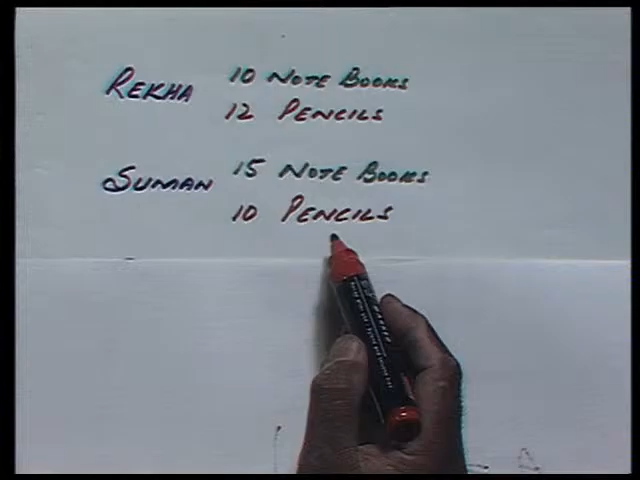 REKHA 10 NOTE BOOKS
12 PENCILS
SUMAN 15 NOTE BOOKS
10 PENCILS